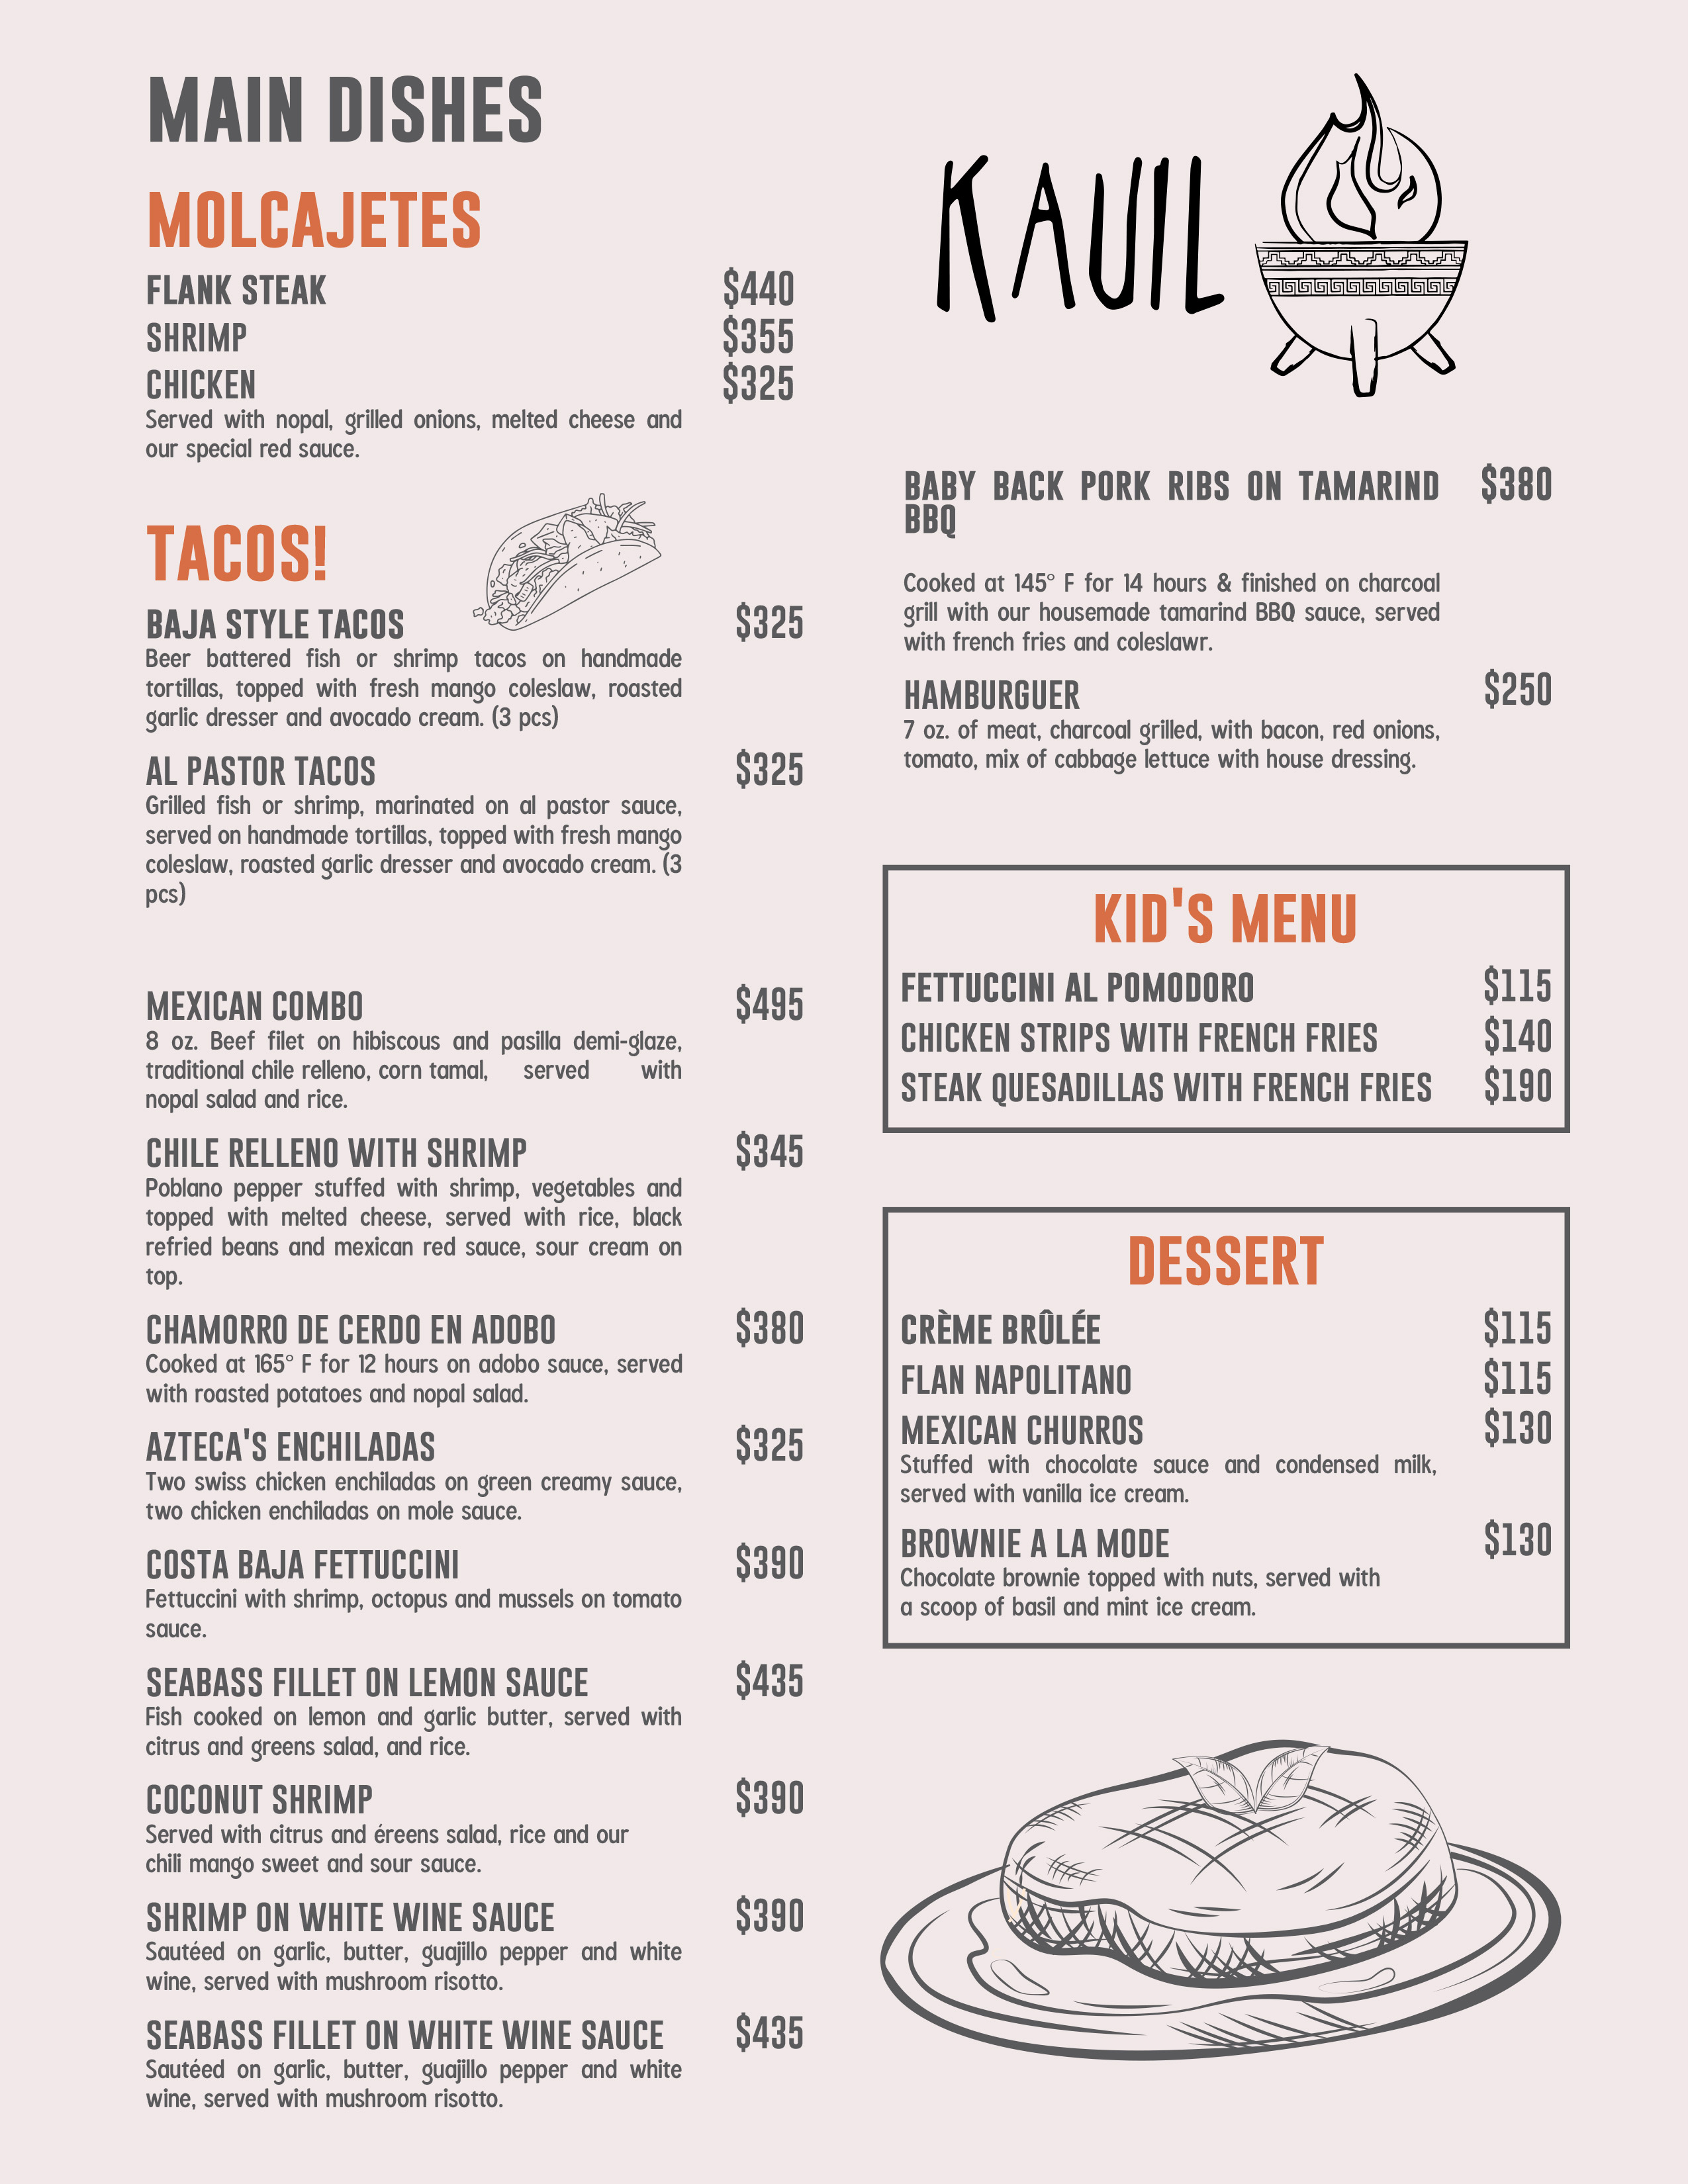 MAIN DISHES
MOLCAJETES
FLANK STEAK $440
SHRIMP $355
CHICKEN $325
Served with nopal, grilled onions, melted cheese and
our special red sauce.
TACOS!
BAJA STYLE TACOS $325
Beer battered fish or shrimp tacos on handmade
tortillas, topped with fresh mango coleslaw, roasted
garlic dresser and avocado cream. (3 pcs)
AL PASTOR TACOS $325
Grilled fish or shrimp, marinated on al pastor sauce,
served on handmade tortillas, topped with fresh mango
coleslaw, roasted garlic dresser and avocado cream. (3
pcs)
MEXICAN COMBO $495
8 oz. Beef filet on hibiscous and pasilla demi-glaze,
traditional chile relleno, corn tamal, served with
nopal salad and rice.
CHILE RELLENO WITH SHRIMP $345
Poblano pepper stuffed with shrimp, vegetables and
topped with melted cheese, served with rice, black
refried beans and mexican red sauce, sour cream on
top.
CHAMORRO DE CERDO EN ADOBO $380
Cooked at 165° F for 12 hours on adobo sauce, served
with roasted potatoes and nopal salad.
AZTECA'S ENCHILADAS $325
Two swiss chicken enchiladas on green creamy sauce,
two chicken enchiladas on mole sauce.
COSTA BAJA FETTUCCINI $390
Fettuccini with shrimp, octopus and mussels on tomato
sauce.
SEABASS FILLET ON LEMON SAUCE $435
Fish cooked on lemon and garlic butter, served with
citrus and greens salad, and rice.
COCONUT SHRIMP $390
Served with citrus and éreens salad, rice and our
chili mango sweet and sour sauce.
SHRIMP ON WHITE WINE SAUCE $390
Sautéed on garlic, butter, guajillo pepper and white
wine, served with mushroom risotto.
SEABASS FILLET ON WHITE WINE SAUCE $435
Sautéed on garlic, butter, guajillo pepper and white
wine, served with mushroom risotto.
KAUIL
BABY BACK PORK RIBS ON TAMARIND $380
BBQ
Cooked at 145° F for 14 hours & finished on charcoal
grill with our housemade tamarind BBQ sauce, served
with french fries and coleslawr.
HAMBURGUER $250
7 oz. of meat, charcoal grilled, with bacon, red onions,
tomato, mix of cabbage lettuce with house dressing.
KID'S MENU
FETTUCCINI AL POMODORO $115
CHICKEN STRIPS WITH FRENCH FRIES $140
STEAK QUESADILLAS WITH FRENCH FRIES $190
DESSERT
CRÈME BRÛLÉE $115
FLAN NAPOLITANO $115
MEXICAN CHURROS $130
Stuffed with chocolate sauce and condensed milk,
served with vanilla ice cream.
BROWNIE A LA MODE $130
Chocolate brownie topped with nuts, served with
a scoop of basil and mint ice cream.